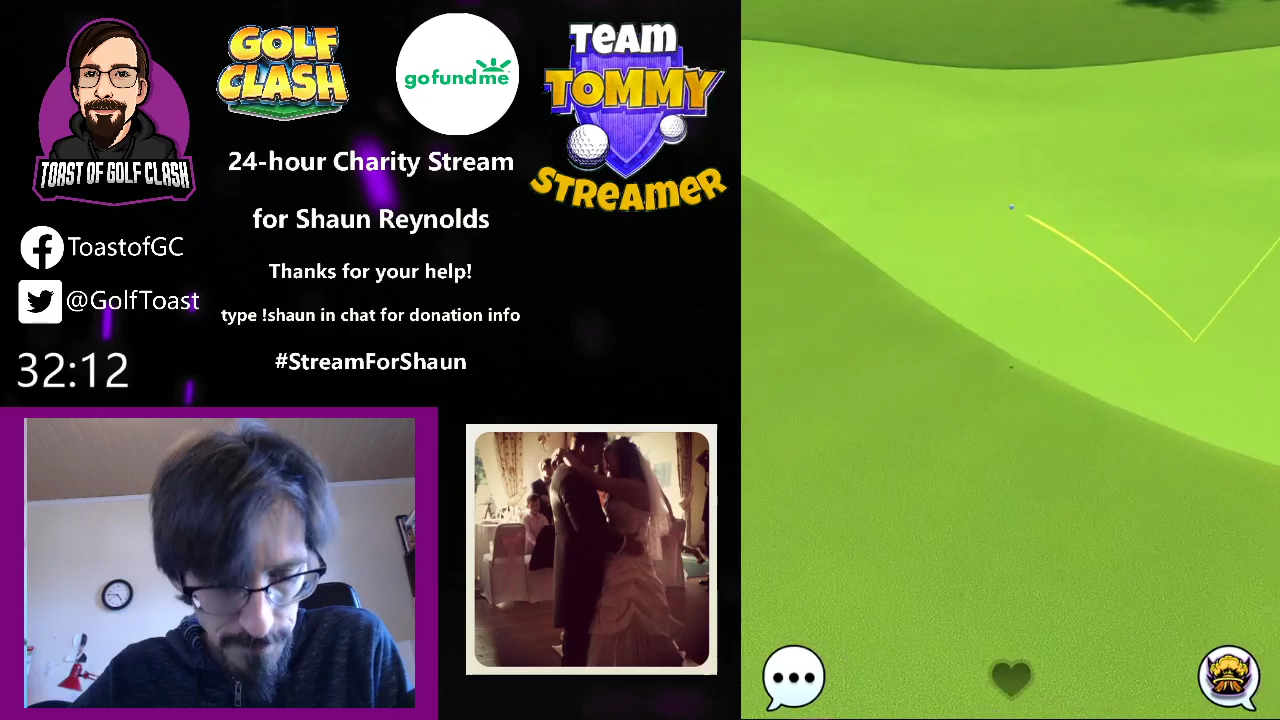 TOAST OF GOLF CLASH
GOLF
CLASH
gofundme
TEAM
TOMMY
STREAMER
24-hour Charity Stream
for Shaun Reynolds
Thanks for your help!
type !shaun in chat for donation info
#StreamForShaun
ToastofGC
@GolfToast
32:12